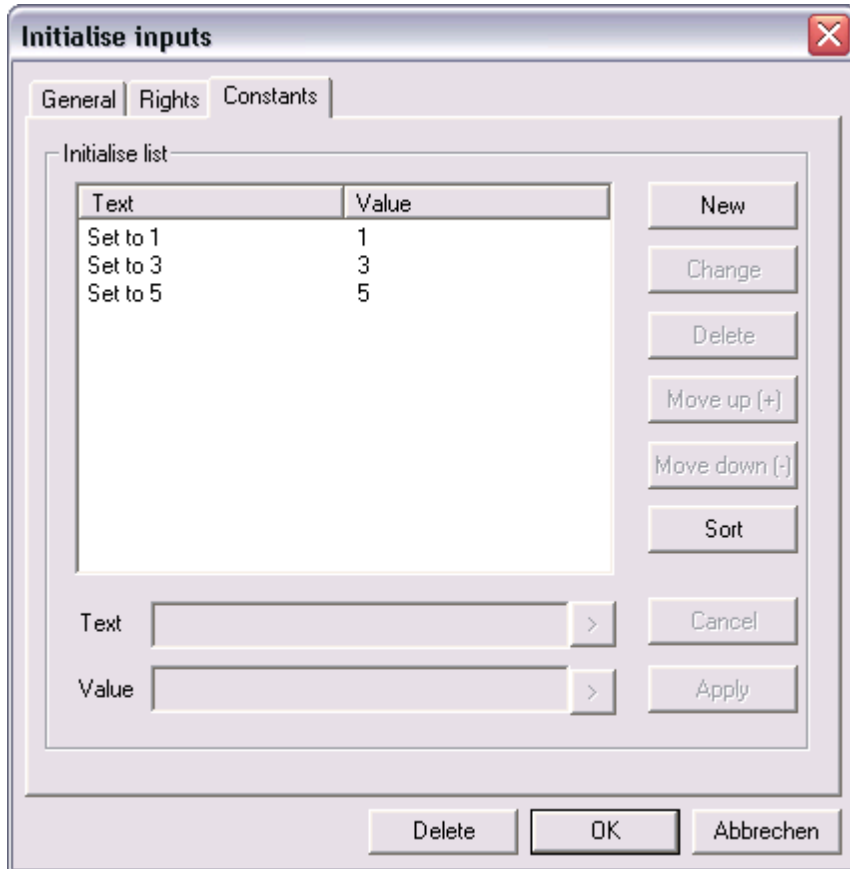 Initialise inputs
General Rights Constants
Initialise list
Text Value
Set to 1 1
Set to 3 3
Set to 5 5
New
Change
Delete
Move up (+)
Move down (-)
Sort
Text > Cancel
Value > Apply
Delete OK Abbrechen